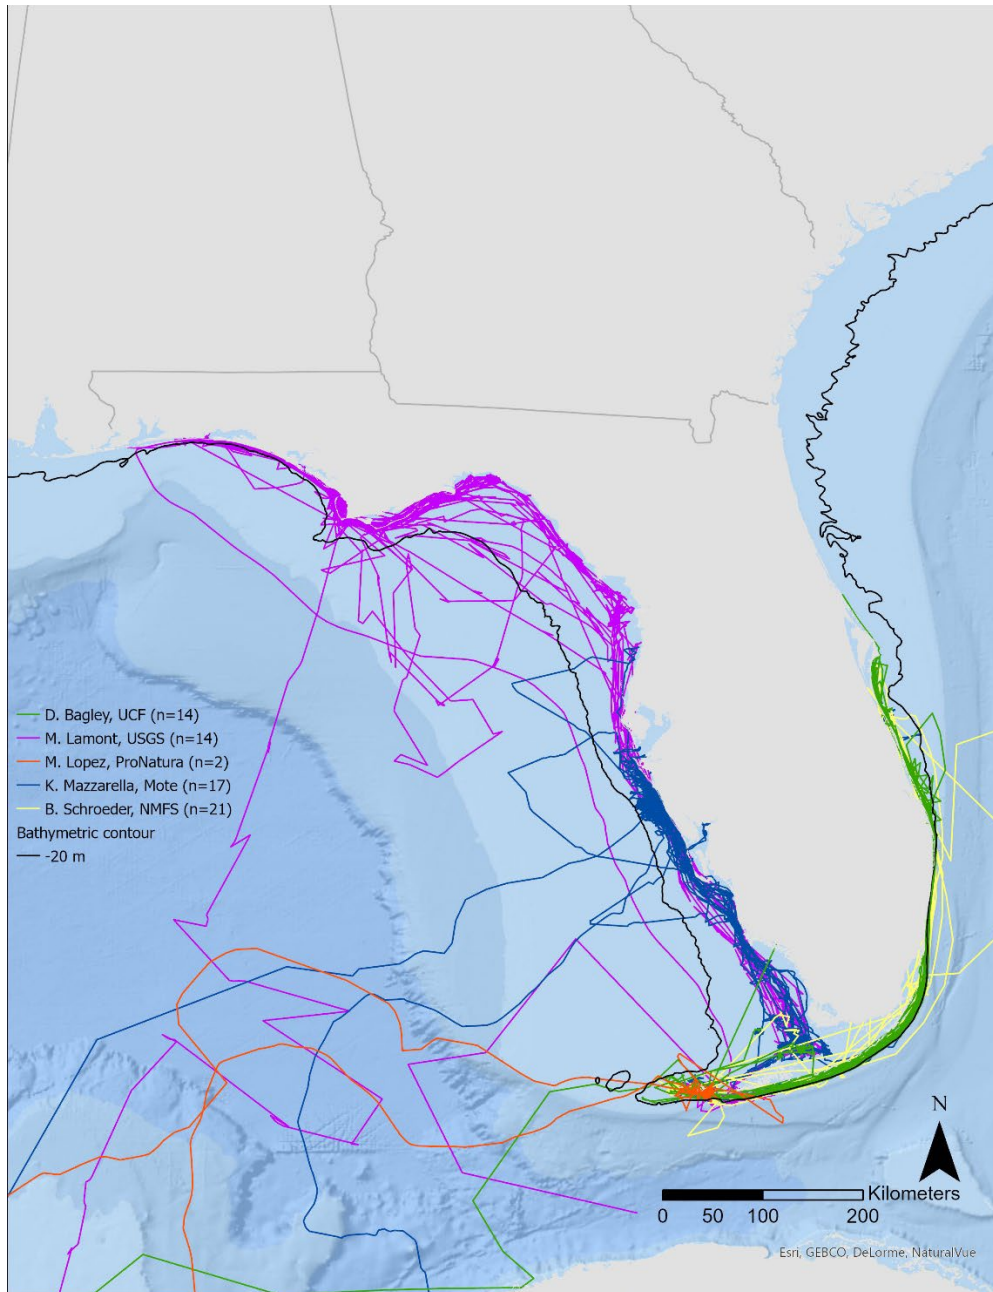 D. Bagley, UCF (n=14)
M. Lamont, USGS (n=14)
M. Lopez, ProNatura (n=2)
K. Mazzarella, Mote (n=17)
B. Schroeder, NMFS (n=21)
Bathymetric contour
-20 m
N
Kilometers
0 50 100 200
Esri, GEBCO, DeLorme, NaturalVue